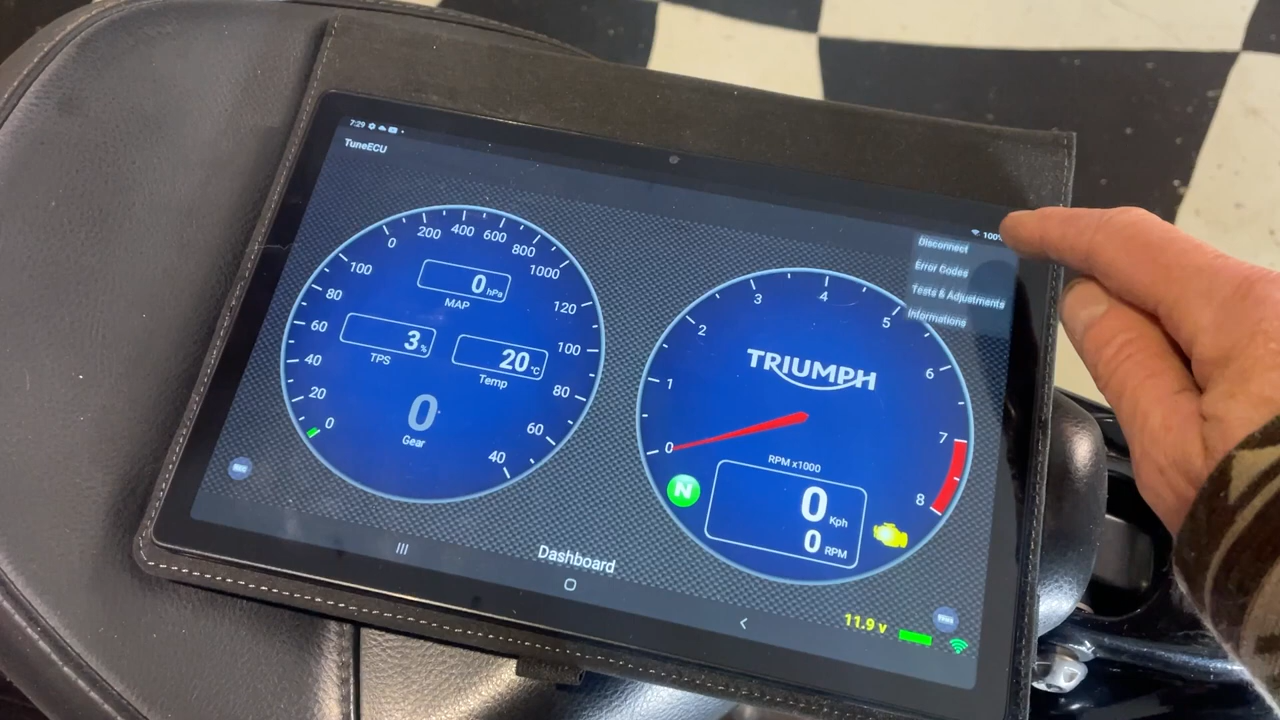 7:29
TuneECU
100%
Disconnect
Error Codes
Tests & Adjustments
Informations
0 200 400 600 800 1000
100 80 60 40 20 0
120 100 80 60 40
0 hPa
MAP
3 %
TPS
20 °C
Temp
0
Gear
0 1 2 3 4 5 6 7 8
TRIUMPH
RPM x1000
N
0 Kph
0 RPM
Dashboard
11.9 v